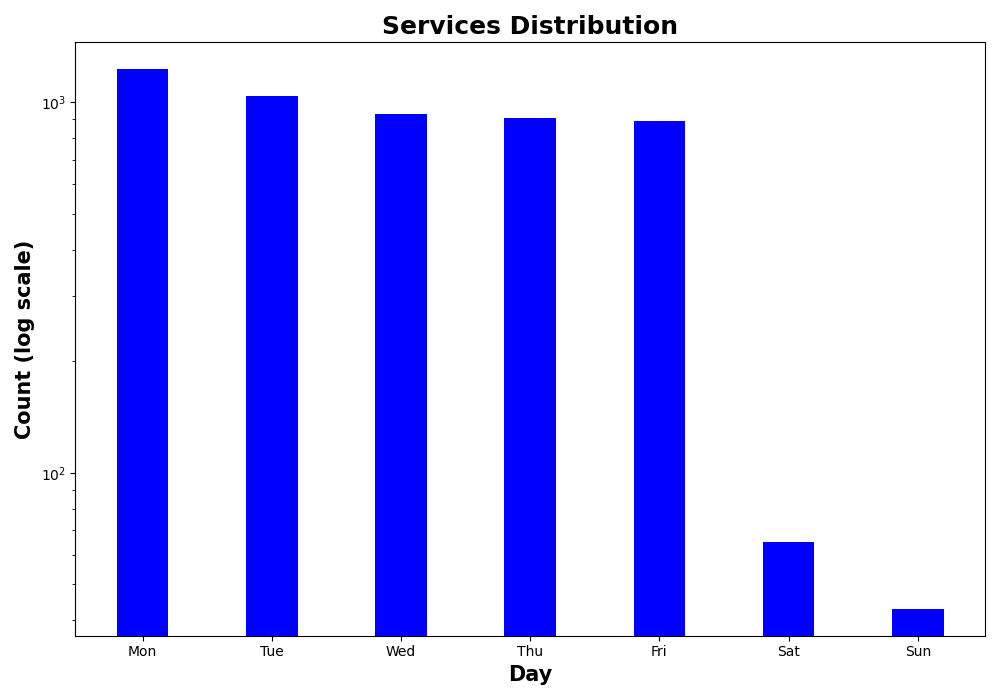 Services Distribution
Count (log scale)
10³
10²
Mon Tue Wed Thu Fri Sat Sun
Day